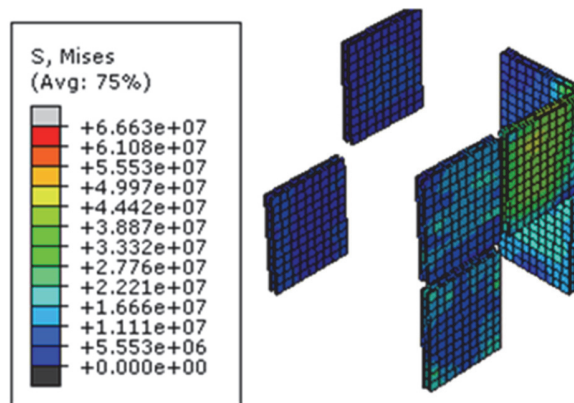 S, Mises
(Avg: 75%)
+6.663e+07
+6.108e+07
+5.553e+07
+4.997e+07
+4.442e+07
+3.887e+07
+3.332e+07
+2.776e+07
+2.221e+07
+1.666e+07
+1.111e+07
+5.553e+06
+0.000e+00